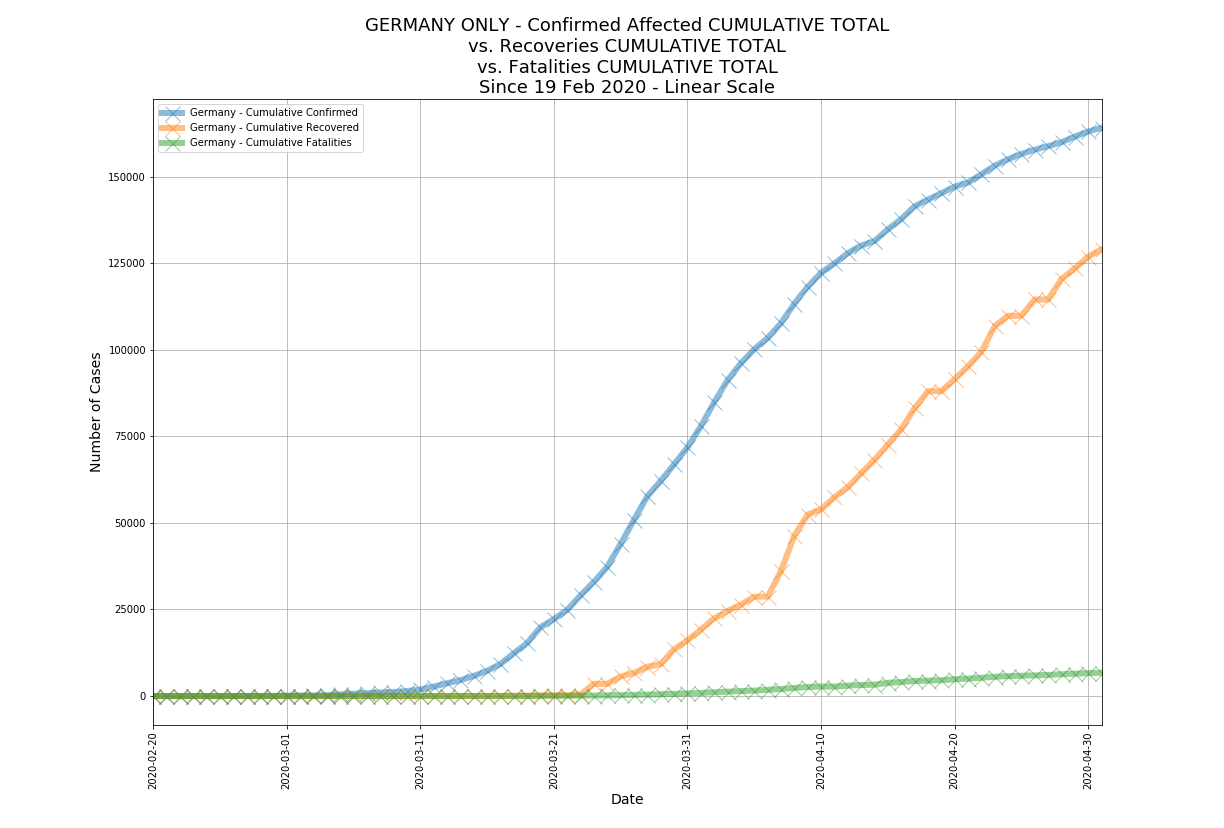 GERMANY ONLY - Confirmed Affected CUMULATIVE TOTAL
vs. Recoveries CUMULATIVE TOTAL
vs. Fatalities CUMULATIVE TOTAL
Since 19 Feb 2020 - Linear Scale
Germany - Cumulative Confirmed
Germany - Cumulative Recovered
Germany - Cumulative Fatalities
Number of Cases
150000
125000
100000
75000
50000
25000
0
2020-02-20
2020-03-01
2020-03-11
2020-03-21
2020-03-31
2020-04-10
2020-04-20
2020-04-30
Date